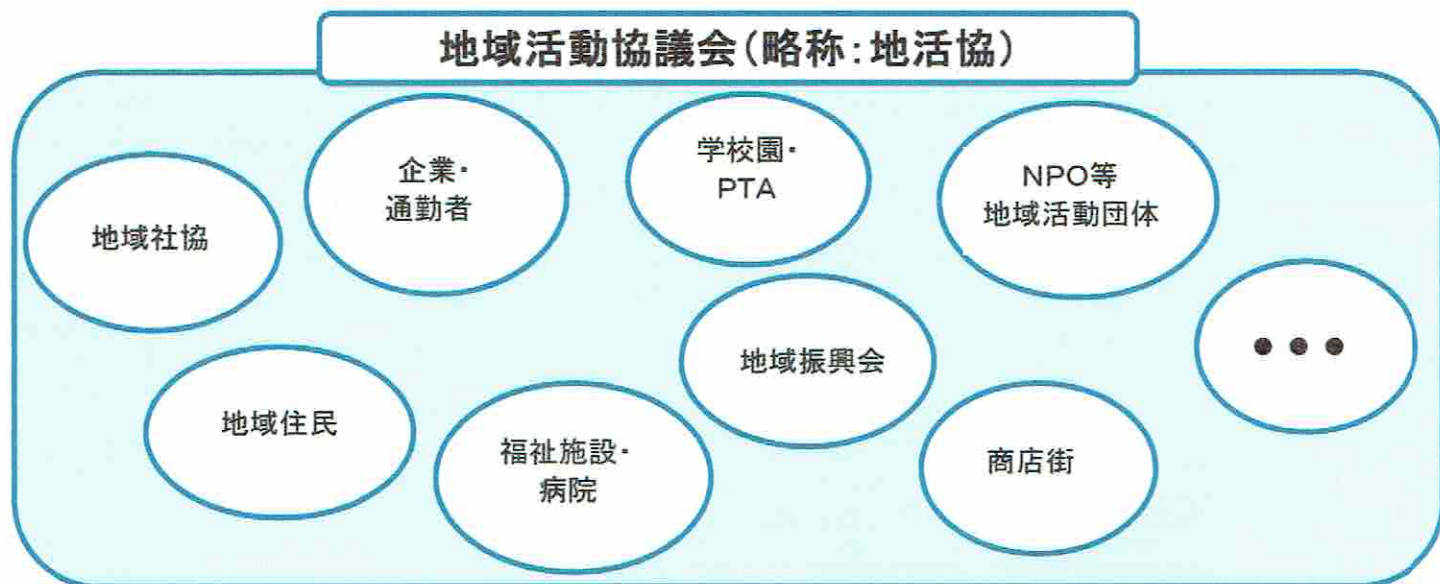 地域活動協議会(略称:地活協)
企業・
通勤者
学校園・
PTA
NPO等
地域活動団体
地域社協
地域振興会
●●●
地域住民
福祉施設・
病院
商店街